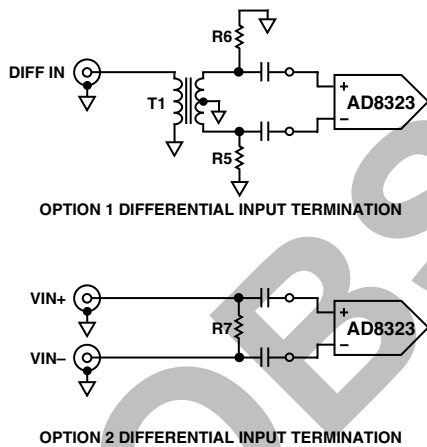 R6
DIFF IN
T1
+
−
AD8323
R5
OPTION 1 DIFFERENTIAL INPUT TERMINATION
VIN+
R7
+
−
AD8323
VIN–
OPTION 2 DIFFERENTIAL INPUT TERMINATION
OBS